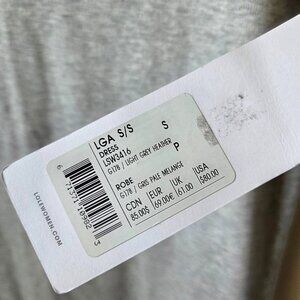 LGA S/S
DRESS
LSW3416 S
G178 / LIGHT GREY HEATHER
P
ROBE
G178 / GRIS PALE MELANGE
CDN EUR UK USA
85.00$ 69.00€ 61.00 $80.00
LOLEWOMEN.COM